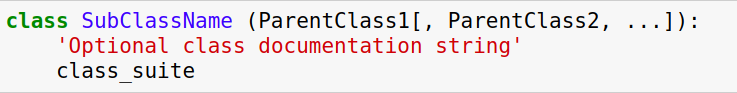 class SubClassName (ParentClass1[, ParentClass2, ...]):
    'Optional class documentation string'
    class_suite